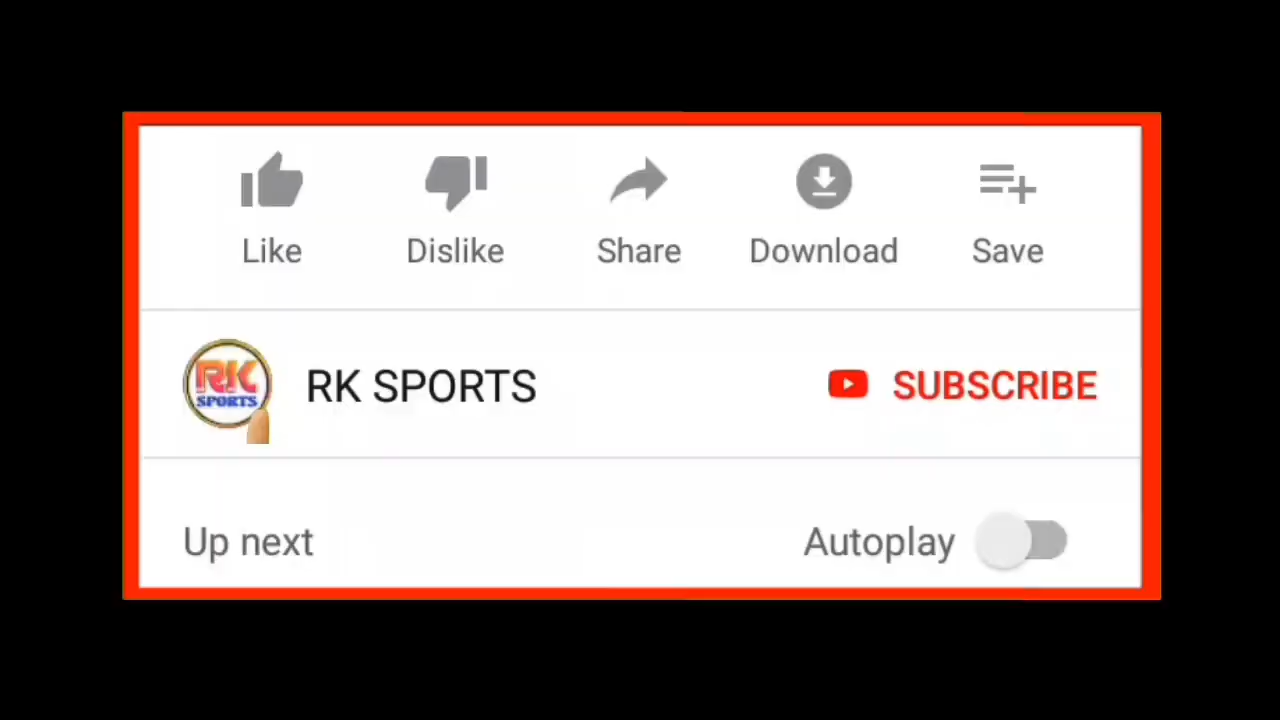 Like Dislike Share Download Save
RK
SPORTS
RK SPORTS
SUBSCRIBE
Up next
Autoplay